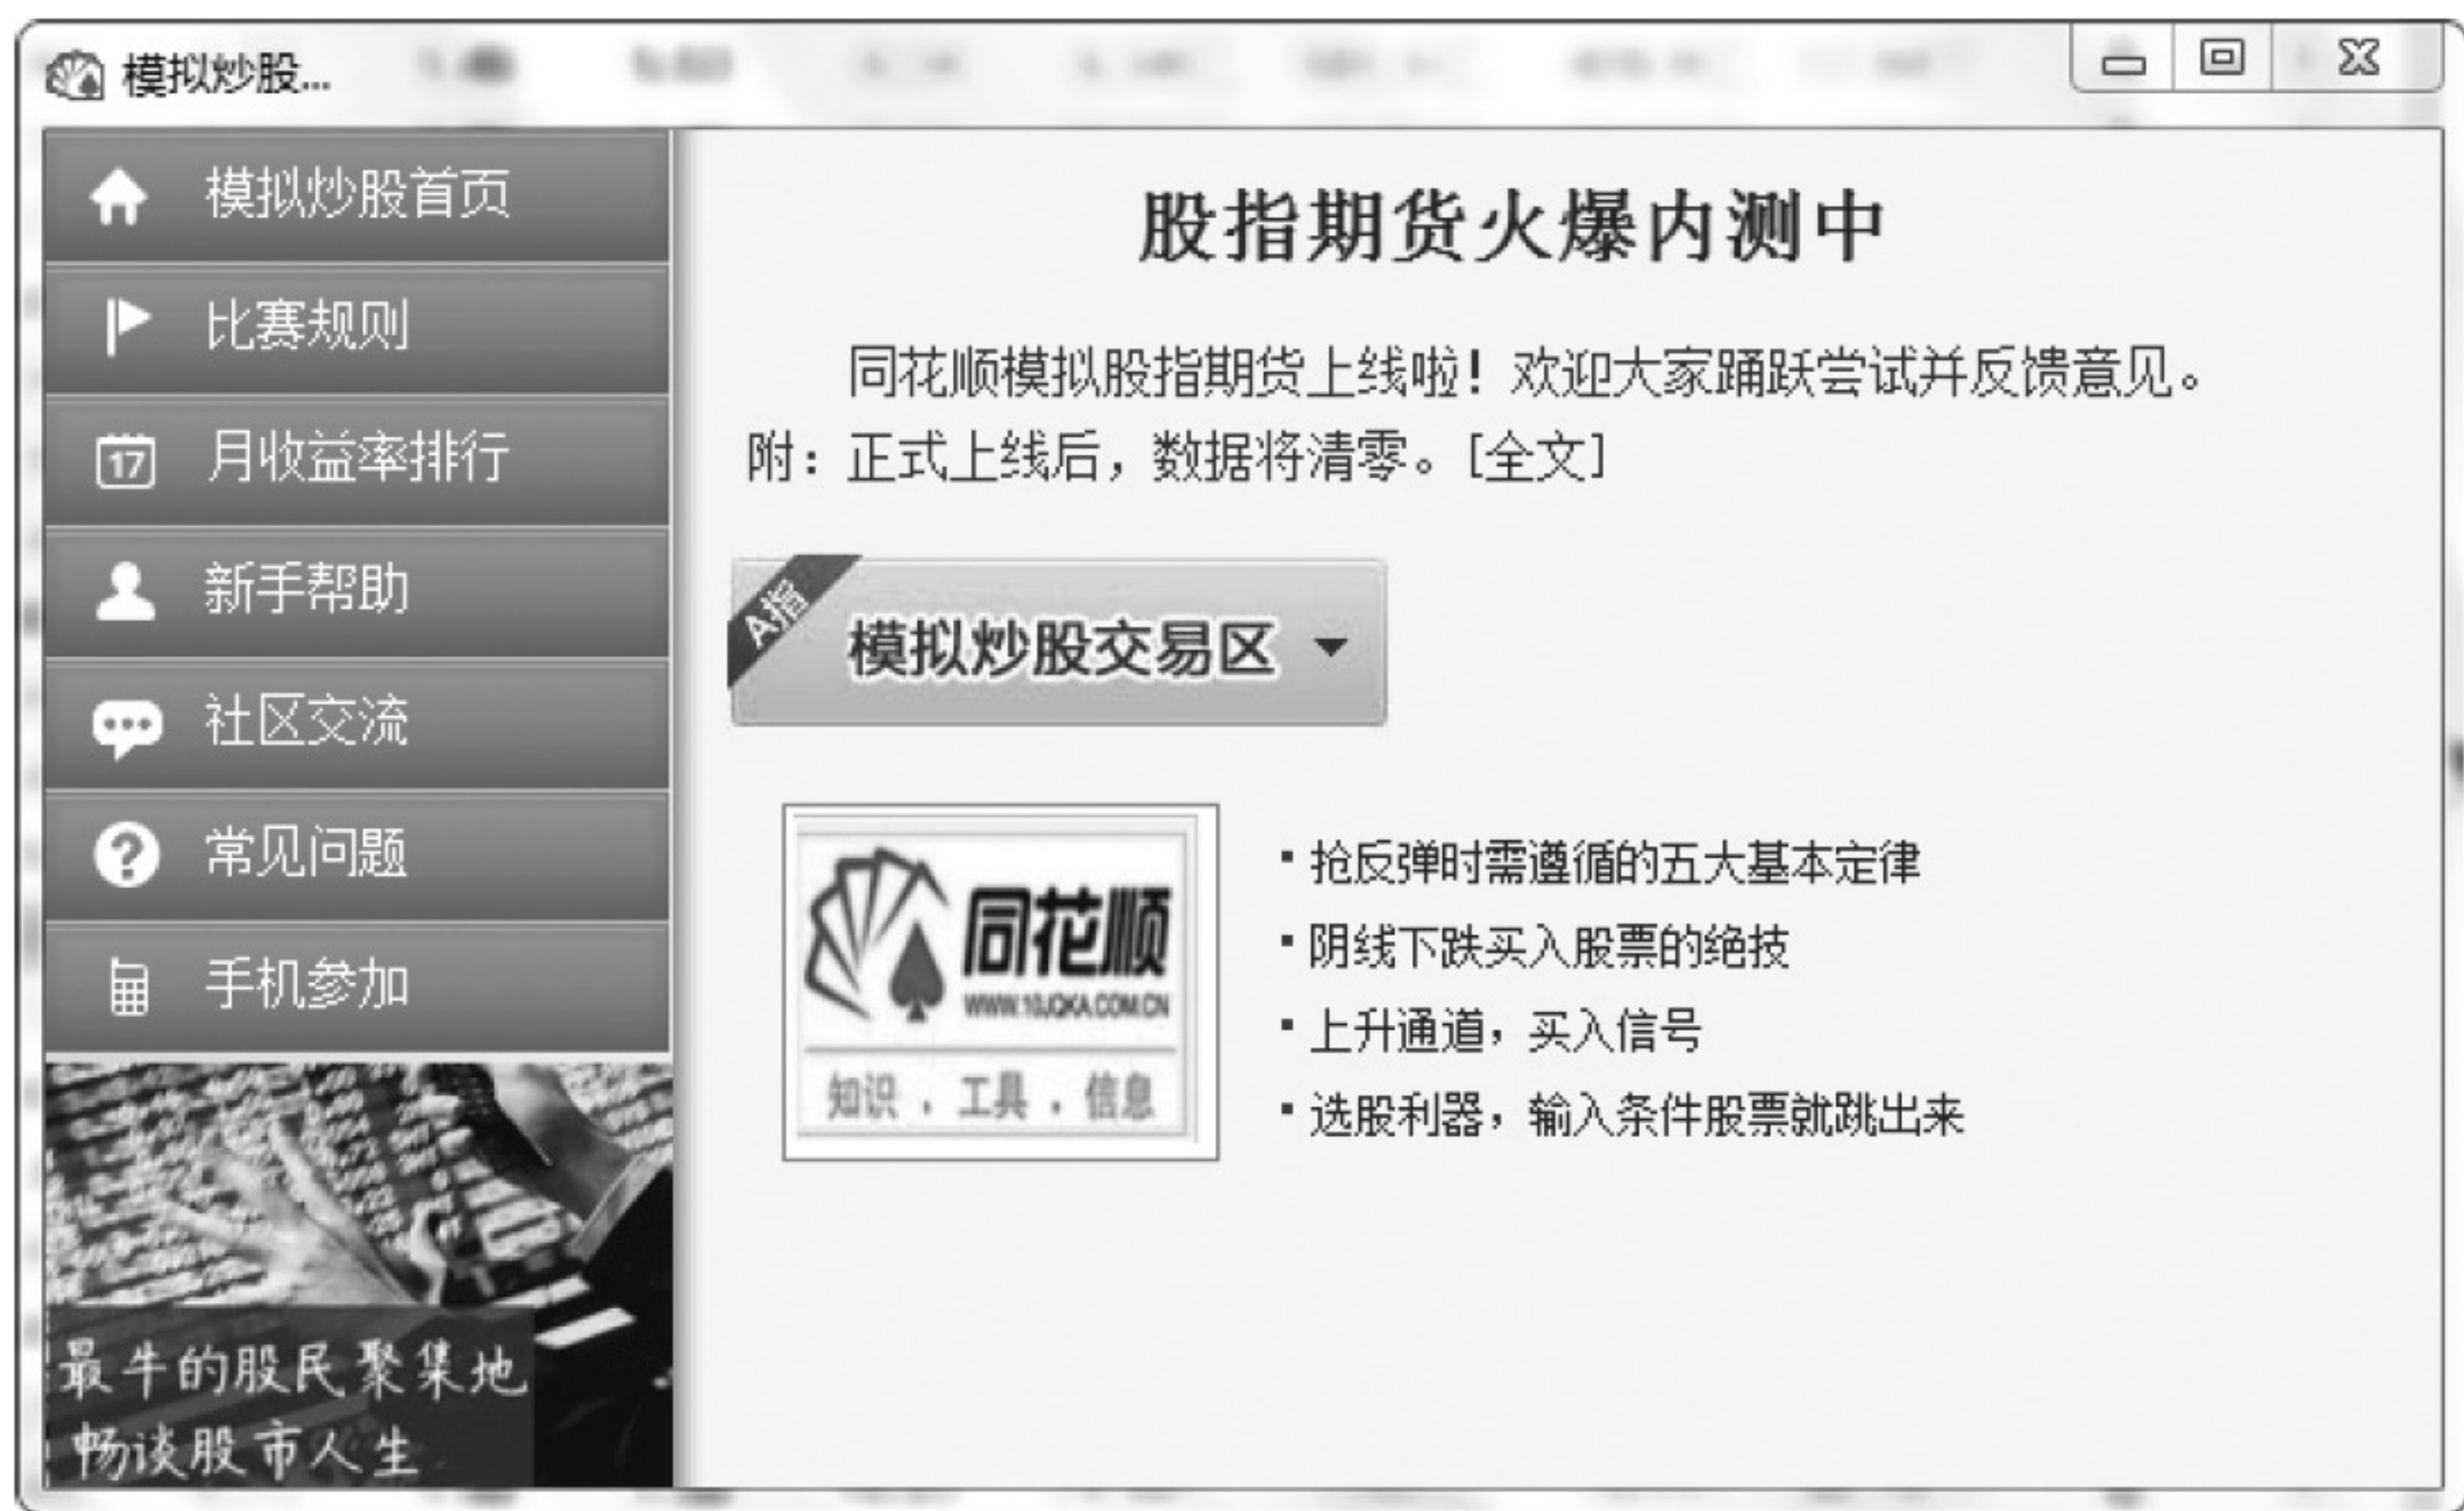 模拟炒股...
模拟炒股首页
比赛规则
17
月收益率排行
新手帮助
社区交流
常见问题
手机参加
最牛的股民聚集地
畅谈股市人生
股指期货火爆内测中
同花顺模拟股指期货上线啦！欢迎大家踊跃尝试并反馈意见。
附：正式上线后，数据将清零。[全文]
A指
模拟炒股交易区
同花顺
WWW.10JQKA.COM.CN
知识，工具，信息
▪ 抢反弹时需遵循的五大基本定律
▪ 阴线下跌买入股票的绝技
▪ 上升通道，买入信号
▪ 选股利器，输入条件股票就跳出来